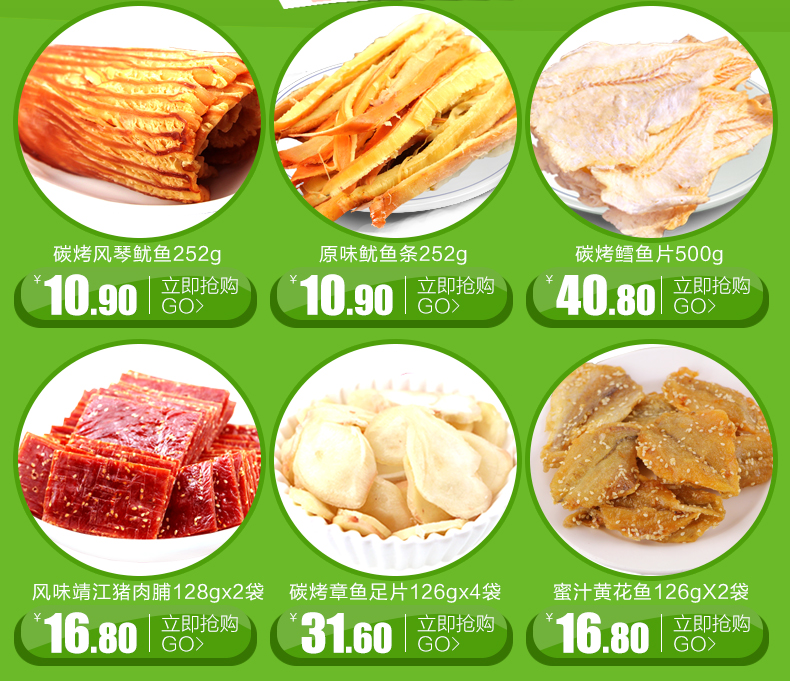 碳烤风琴鱿鱼252g
¥10.90 立即抢购
GO>
原味鱿鱼条252g
¥10.90 立即抢购
GO>
碳烤鳕鱼片500g
¥40.80 立即抢购
GO>
风味靖江猪肉脯128gx2袋
¥16.80 立即抢购
GO>
碳烤章鱼足片126gx4袋
¥31.60 立即抢购
GO>
蜜汁黄花鱼126gX2袋
¥16.80 立即抢购
GO>